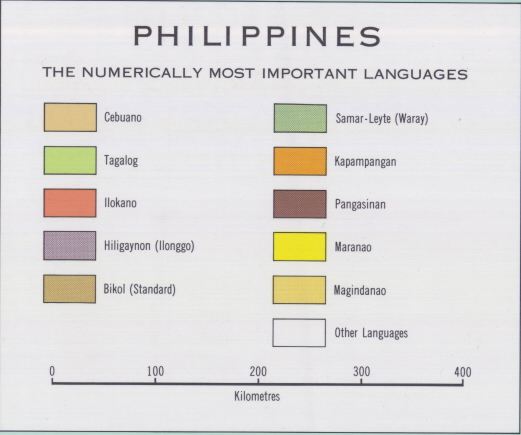 PHILIPPINES
THE NUMERICALLY MOST IMPORTANT LANGUAGES
Cebuano
Tagalog
Ilokano
Hiligaynon (Ilonggo)
Bikol (Standard)
Samar-Leyte (Waray)
Kapampangan
Pangasinan
Maranao
Magindanao
Other Languages
0 100 200 300 400
Kilometres